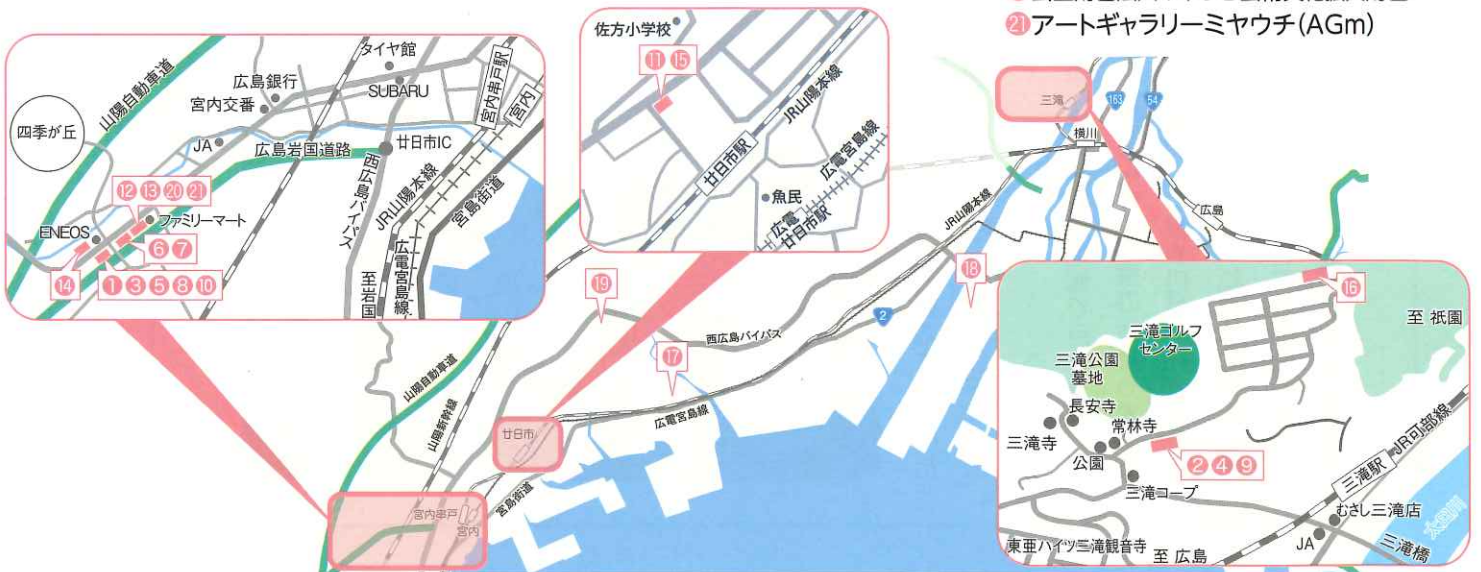 ㉑アートギャラリーミヤウチ(AGm)
四季が丘
山陽自動車道
広島銀行
宮内交番
タイヤ館
SUBARU
宮内串戸駅
宮内
JA
広島岩国道路
廿日市IC
西広島バイパス
JR山陽本線
宮島街道
広電宮島線
至岩国
⑫⑬⑳㉑
ファミリーマート
ENEOS
⑥⑦
⑭
①③⑤⑧⑩
佐方小学校
⑪⑮
JR山陽本線
廿日市駅
広電宮島線
魚民
広電
廿日市駅
三滝
183
54
横川
広島
JR山陽本線
⑱
⑲
西広島バイパス
2
⑰
広電宮島線
山陽自動車道
山陽新幹線
廿日市
宮島街道
宮内串戸
宮内
⑯
至 祇園
三滝ゴルフ
センター
三滝公園
墓地
長安寺
三滝寺
常林寺
公園
②④⑨
三滝コープ
三滝駅
JR可部線
太田川
むさし三滝店
JA
三滝橋
東亜ハイツ三滝観音寺
至 広島